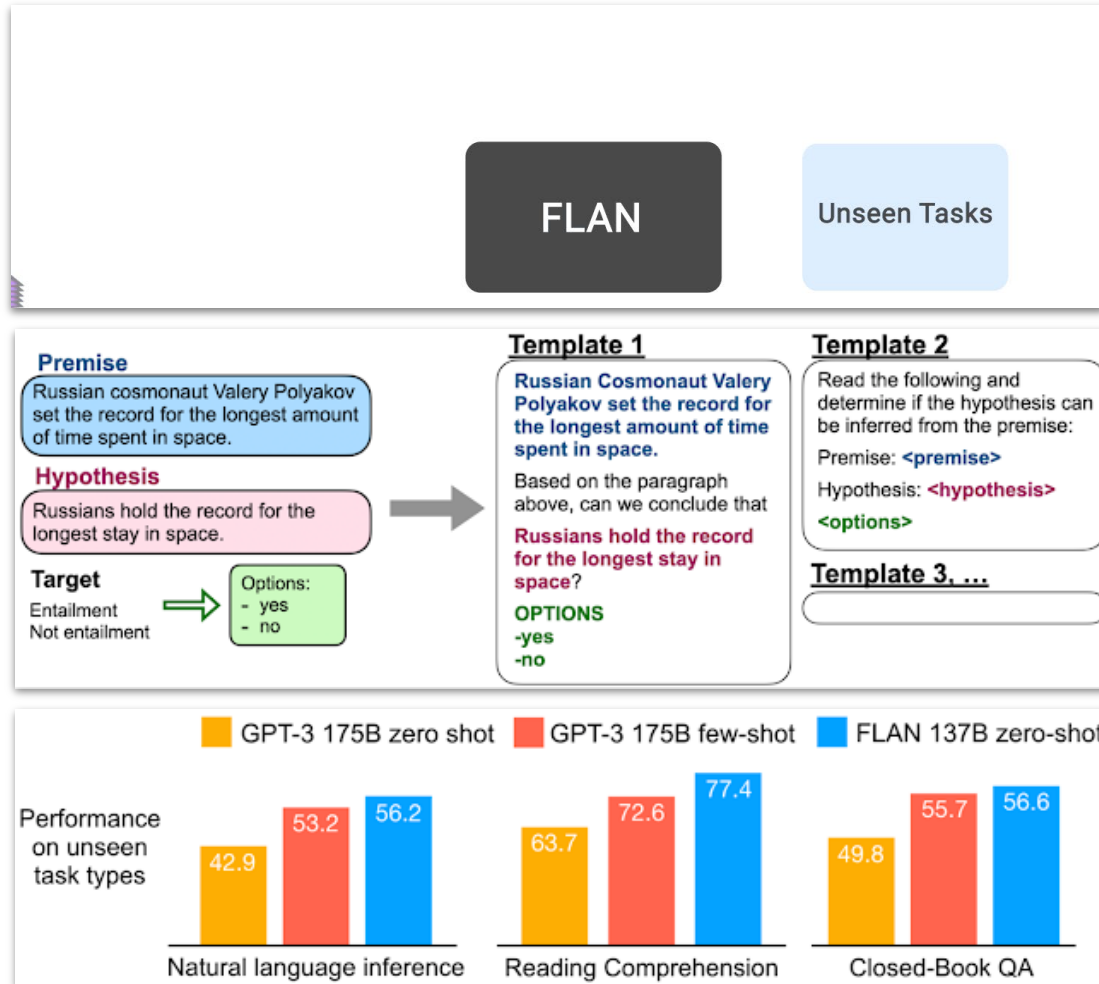 FLAN
Unseen Tasks
Premise
Russian cosmonaut Valery Polyakov
set the record for the longest amount
of time spent in space.
Hypothesis
Russians hold the record for the
longest stay in space.
Target
Entailment
Not entailment
Options:
- yes
- no
Template 1
Russian Cosmonaut Valery
Polyakov set the record for
the longest amount of time
spent in space.
Based on the paragraph
above, can we conclude that
Russians hold the record
for the longest stay in
space?
OPTIONS
-yes
-no
Template 2
Read the following and
determine if the hypothesis can
be inferred from the premise:
Premise: <premise>
Hypothesis: <hypothesis>
<options>
Template 3, ...
GPT-3 175B zero shot
GPT-3 175B few-shot
FLAN 137B zero-shot
Performance
on unseen
task types
42.9
53.2
56.2
Natural language inference
63.7
72.6
77.4
Reading Comprehension
49.8
55.7
56.6
Closed-Book QA